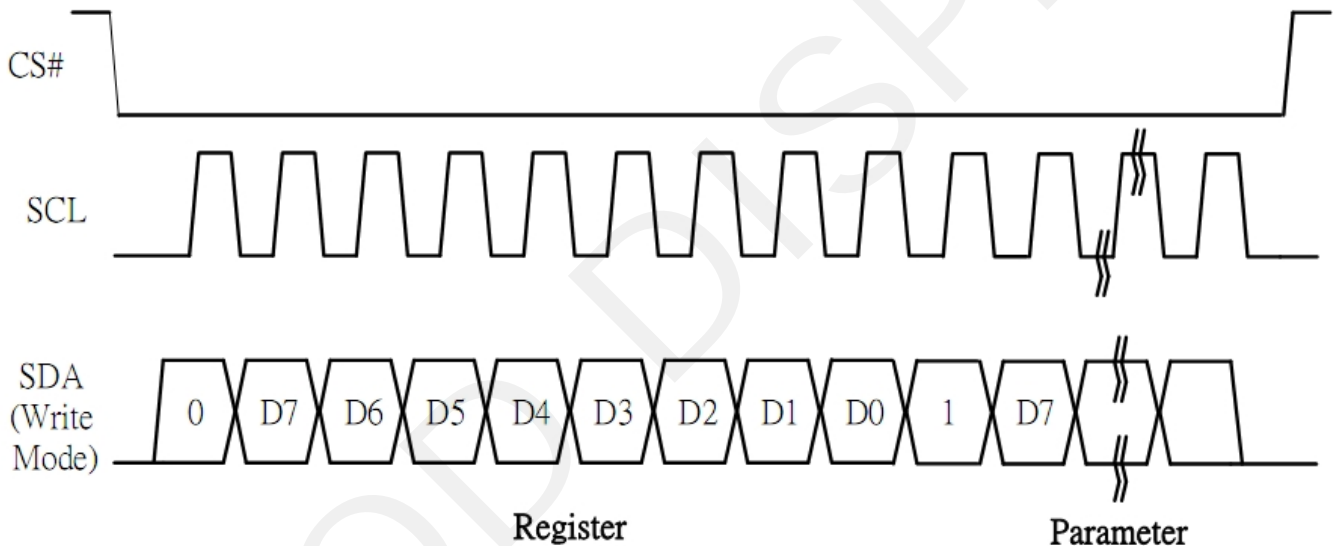 CS#
SCL
SDA
(Write
Mode)
0 D7 D6 D5 D4 D3 D2 D1 D0 1 D7
Register Parameter